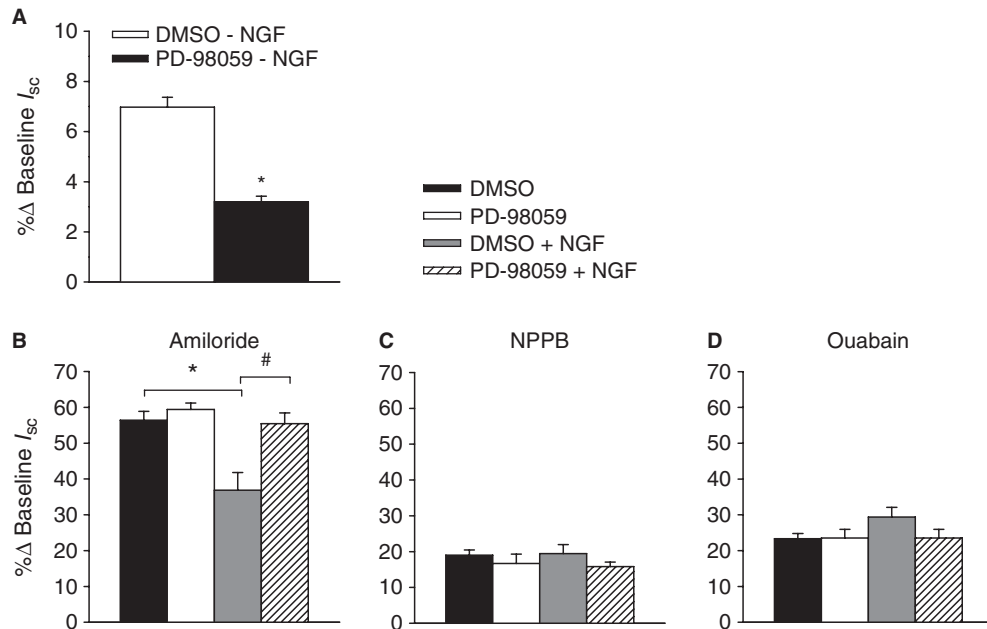 A
%Δ Baseline Isc
10
8
6
4
2
0
DMSO - NGF
PD-98059 - NGF
*
DMSO
PD-98059
DMSO + NGF
PD-98059 + NGF
B
Amiloride
%Δ Baseline Isc
70
60
50
40
30
20
10
0
*
#
C
NPPB
70
60
50
40
30
20
10
0
D
Ouabain
70
60
50
40
30
20
10
0